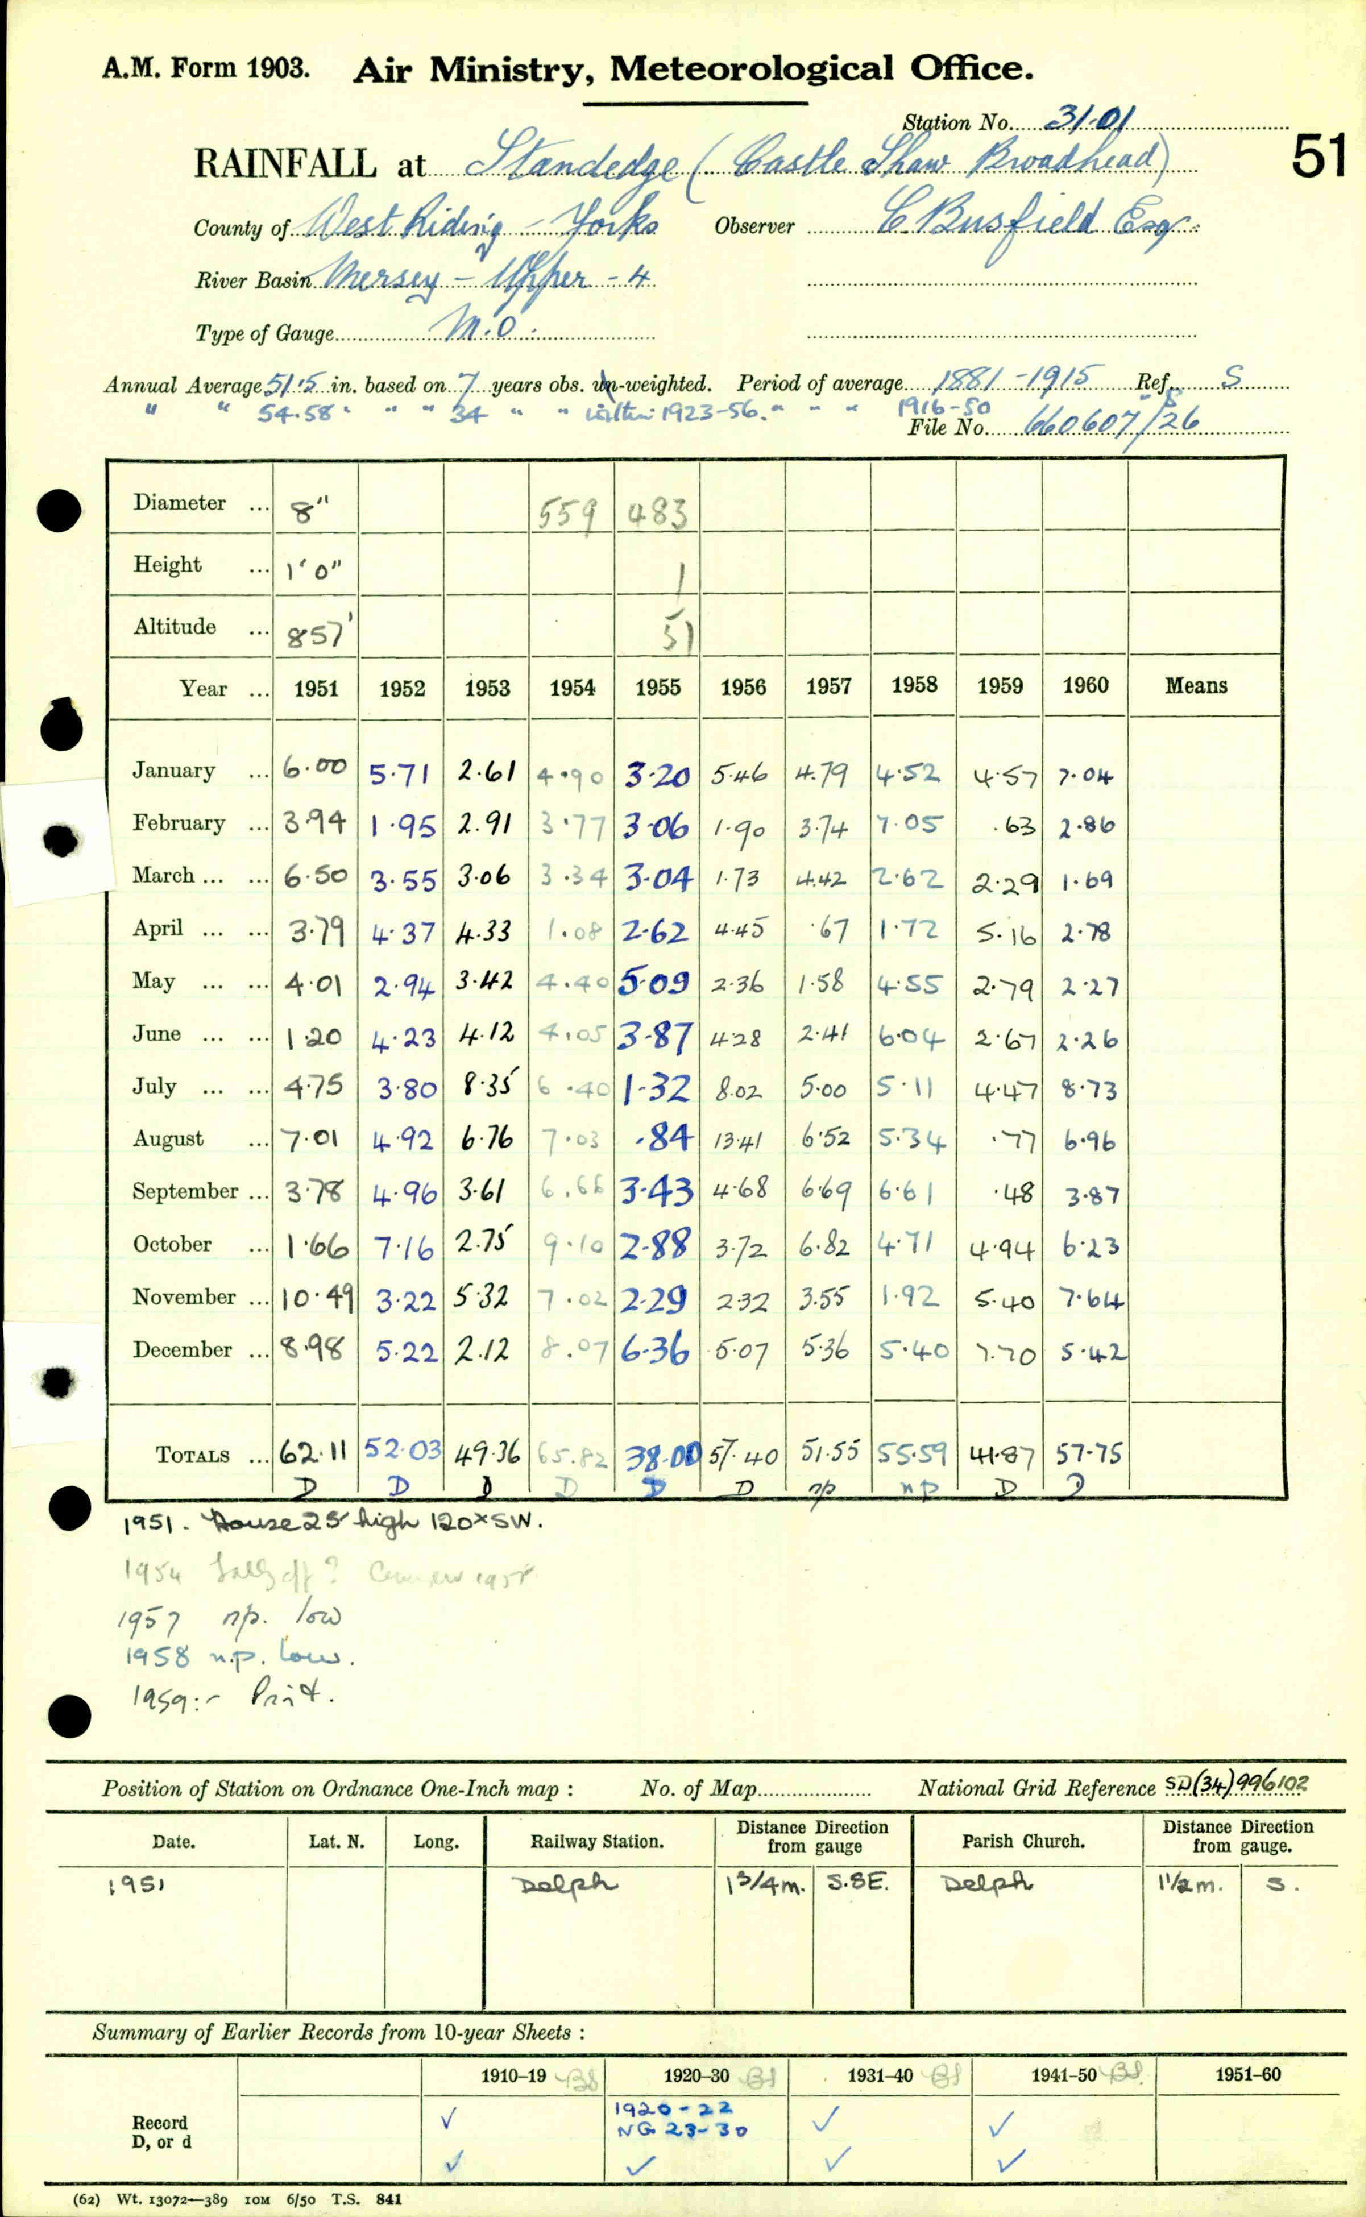 A.M. Form 1903. Air Ministry, Meteorological Office.
Station No. 31·01
51
RAINFALL at Standedge (Castle Shaw Broadhead)
County of West Riding - Yorks Observer C Busfield Esq.
River Basin Mersey - Upper - 4
Type of Gauge M.O.
Annual Average 51·5 in. based on 7 years obs. un-weighted. Period of average 1881-1915 Ref. S
" " 54.58 " " " 34 " " within 1923-56. " " " 1916-50 " S
File No. 660607/26
Diameter ... 8" 559 483
Height ... 1'0" 1
Altitude ... 857' 51
Year ... 1951 1952 1953 1954 1955 1956 1957 1958 1959 1960 Means
January ... 6·00 5·71 2·61 4·90 3·20 5·46 4·79 4·52 4·57 7·04
February ... 3·94 1·95 2·91 3·77 3·06 1·90 3·74 7·05 ·63 2·86
March ... ... 6·50 3·55 3·06 3·34 3·04 1·73 4·42 2·62 2·29 1·69
April ... ... 3·79 4·37 4·33 1·08 2·62 4·45 ·67 1·72 5·16 2·78
May ... ... 4·01 2·94 3·42 4·40 5·09 2·36 1·58 4·55 2·79 2·27
June ... ... 1·20 4·23 4·12 4·05 3·87 4·28 2·41 6·04 2·67 2·26
July ... ... 4·75 3·80 8·35 6·40 1·32 8·02 5·00 5·11 4·47 8·73
August ... 7·01 4·92 6·76 7·03 ·84 13·41 6·52 5·34 ·77 6·96
September ... 3·78 4·96 3·61 6·66 3·43 4·68 6·69 6·61 ·48 3·87
October ... 1·66 7·16 2·75 9·10 2·88 3·72 6·82 4·71 4·94 6·23
November ... 10·49 3·22 5·32 7·02 2·29 2·32 3·55 1·92 5·40 7·64
December ... 8·98 5·22 2·12 8·07 6·36 5·07 5·36 5·40 7·70 5·42
TOTALS ... 62·11 52·03 49·36 65·82 38·00 57·40 51·55 55·59 41·87 57·75
D D D D D D np np D D
1951. House 25' high 120x SW.
1954 1955
1957 np. low
1958 n.p. low.
1959:- Print.
Position of Station on Ordnance One-Inch map : No. of Map National Grid Reference SD(34)996102
Date. Lat. N. Long. Railway Station. Distance from gauge Direction Parish Church. Distance from gauge. Direction
1951 Delph 1 3/4 m. S.SE. Delph 1 1/2 m. S.
Summary of Earlier Records from 10-year Sheets :
1910-19 BS 1920-30 BS 1931-40 BS 1941-50 BS 1951-60
Record ✓ 1920-22 ✓ ✓
NG 23-30
D, or d ✓ ✓ ✓ ✓
(62) Wt. 13072—389 10M 6/50 T.S. 841